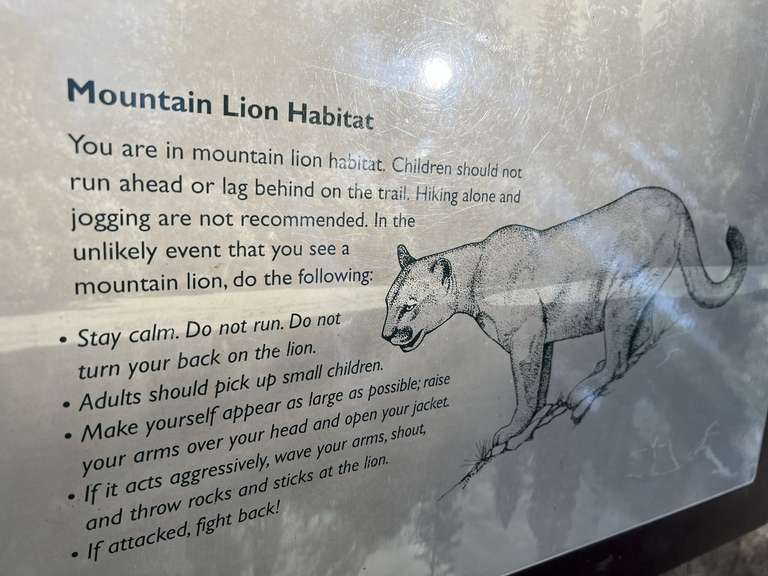 Mountain Lion Habitat
You are in mountain lion habitat. Children should not
run ahead or lag behind on the trail. Hiking alone and
jogging are not recommended. In the
unlikely event that you see a
mountain lion, do the following:
• Stay calm. Do not run. Do not
turn your back on the lion.
• Adults should pick up small children.
• Make yourself appear as large as possible; raise
your arms over your head and open your jacket.
• If it acts aggressively, wave your arms, shout,
and throw rocks and sticks at the lion.
• If attacked, fight back!